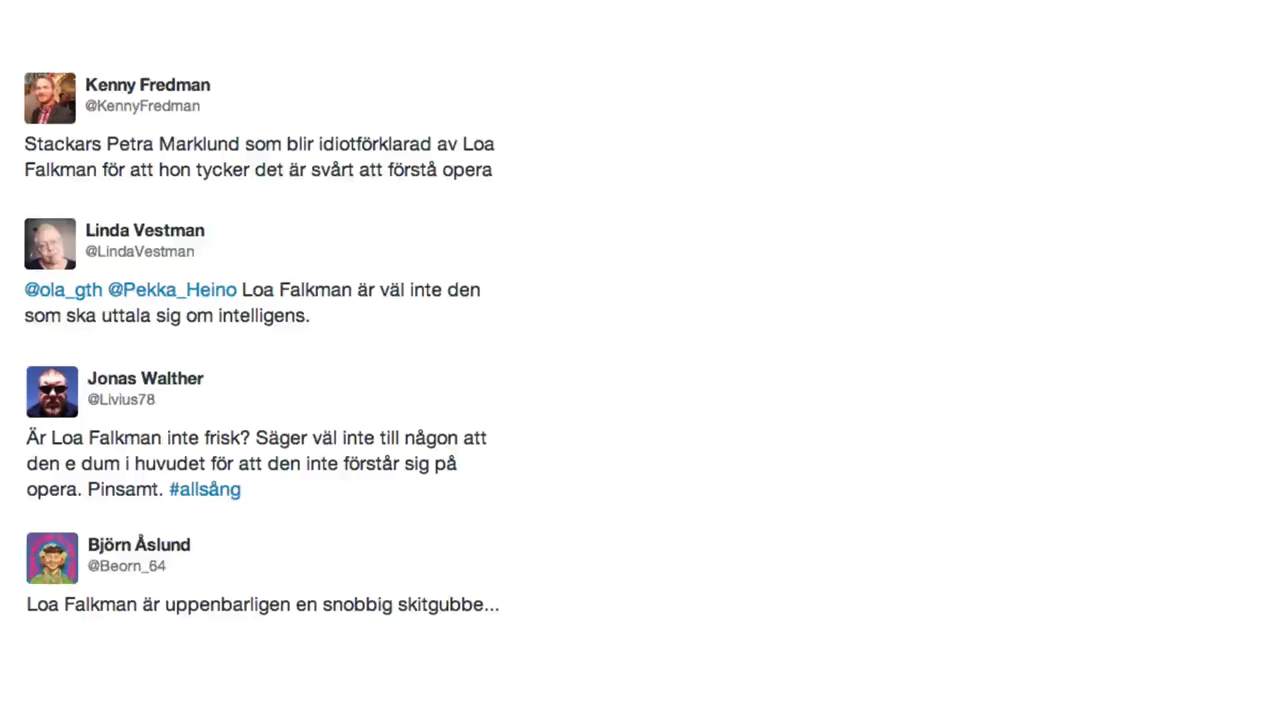 Kenny Fredman
@KennyFredman
Stackars Petra Marklund som blir idiotförklarad av Loa
Falkman för att hon tycker det är svårt att förstå opera
Linda Vestman
@LindaVestman
@ola_gth @Pekka_Heino Loa Falkman är väl inte den
som ska uttala sig om intelligens.
Jonas Walther
@Livius78
Är Loa Falkman inte frisk? Säger väl inte till någon att
den e dum i huvudet för att den inte förstår sig på
opera. Pinsamt. #allsång
Björn Åslund
@Beorn_64
Loa Falkman är uppenbarligen en snobbig skitgubbe...